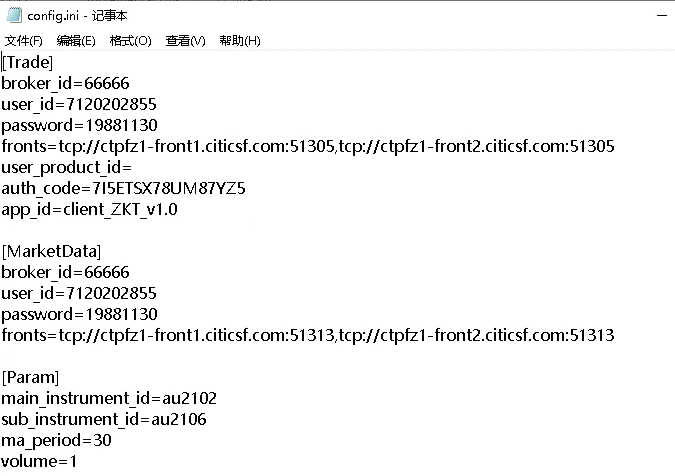 config.ini - 记事本
文件(F) 编辑(E) 格式(O) 查看(V) 帮助(H)
[Trade]
broker_id=66666
user_id=7120202855
password=19881130
fronts=tcp://ctpfz1-front1.citicsf.com:51305,tcp://ctpfz1-front2.citicsf.com:51305
user_product_id=
auth_code=7I5ETSX78UM87YZ5
app_id=client_ZKT_v1.0
[MarketData]
broker_id=66666
user_id=7120202855
password=19881130
fronts=tcp://ctpfz1-front1.citicsf.com:51313,tcp://ctpfz1-front2.citicsf.com:51313
[Param]
main_instrument_id=au2102
sub_instrument_id=au2106
ma_period=30
volume=1